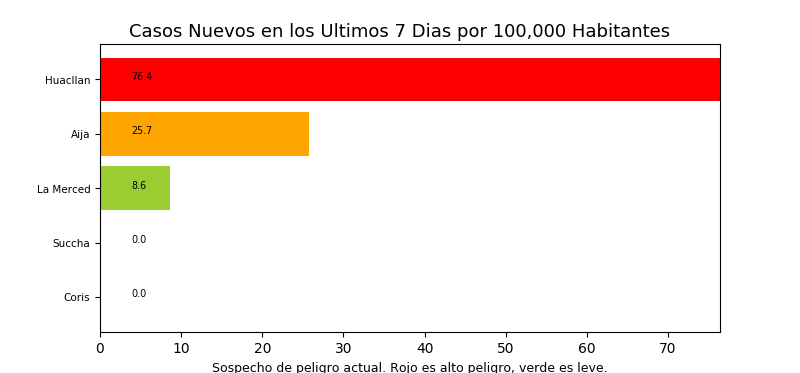 Casos Nuevos en los Ultimos 7 Dias por 100,000 Habitantes
Huacllan 76.4
Aija 25.7
La Merced 8.6
Succha 0.0
Coris 0.0
0 10 20 30 40 50 60 70
Sospecho de peligro actual. Rojo es alto peligro, verde es leve.